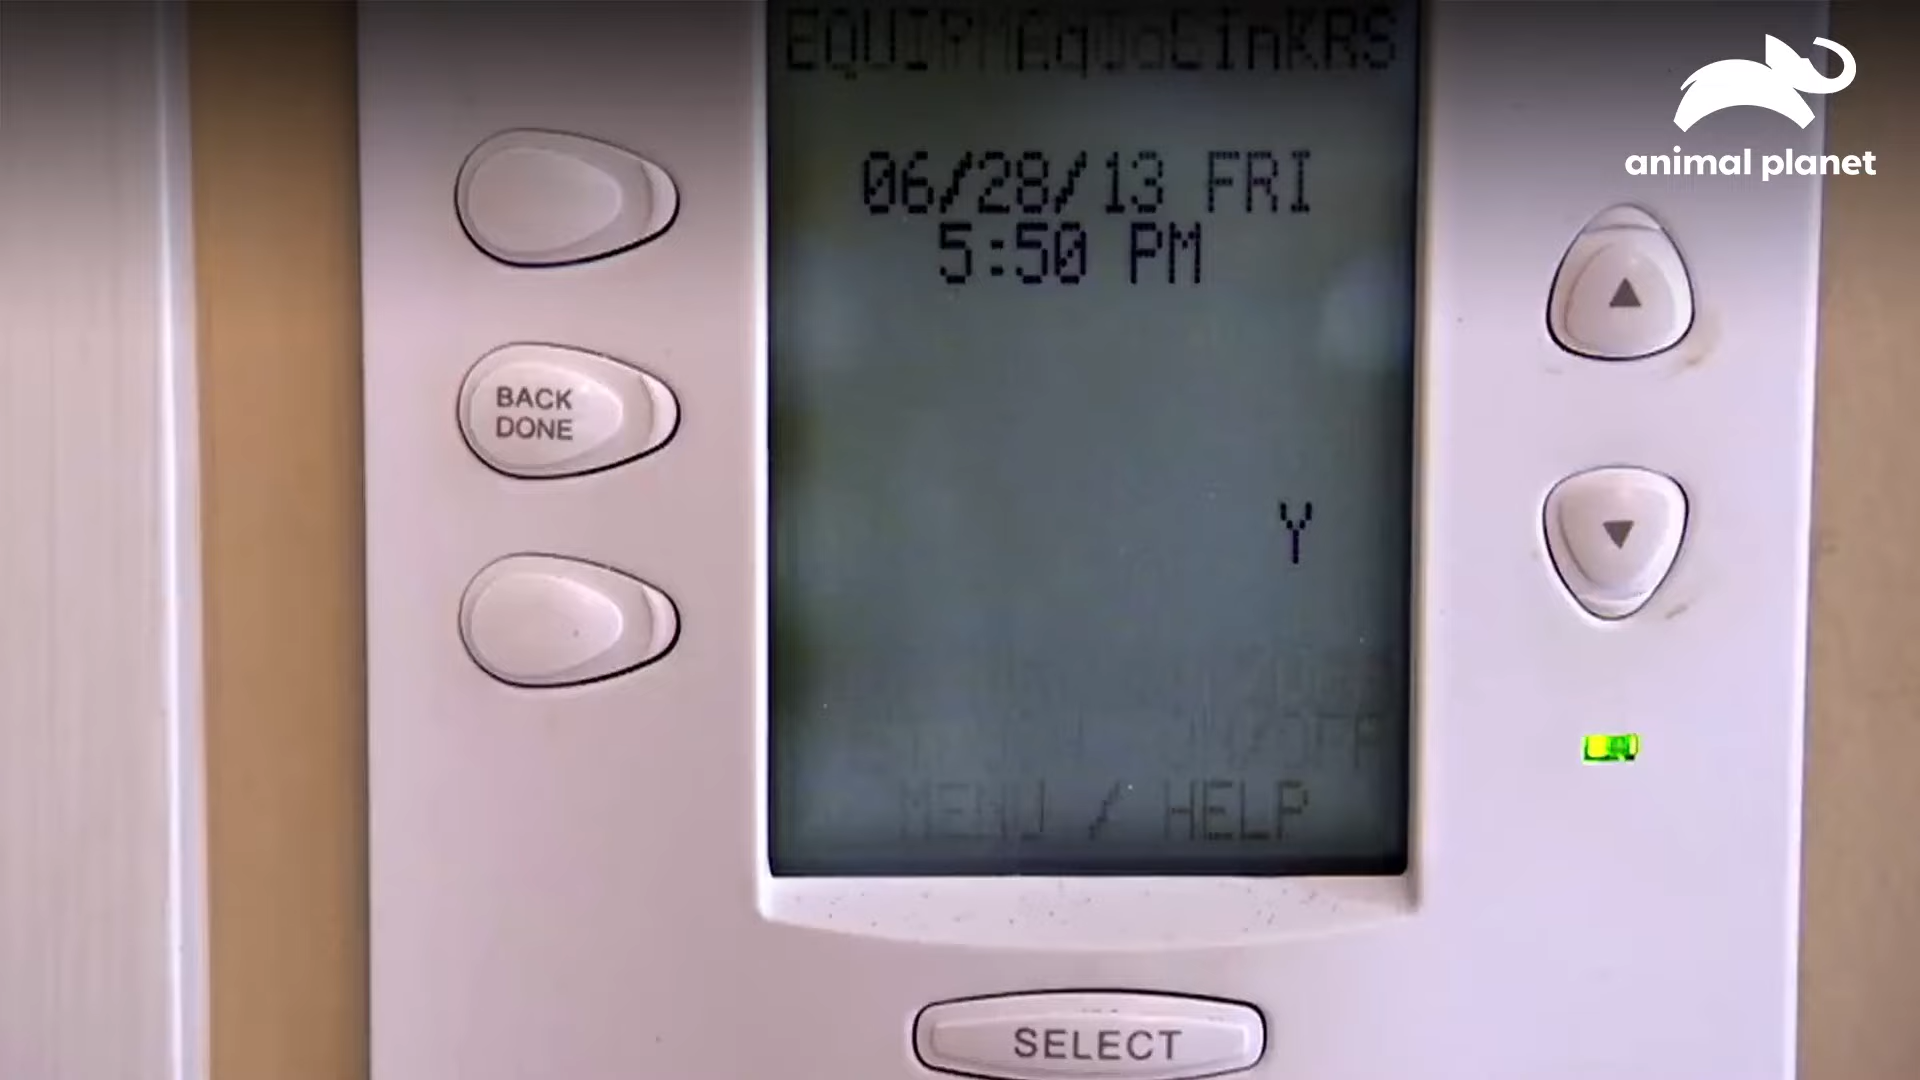 animal planet
06/28/13 FRI
5:50 PM
BACK
DONE
Y
MENU / HELP
SELECT